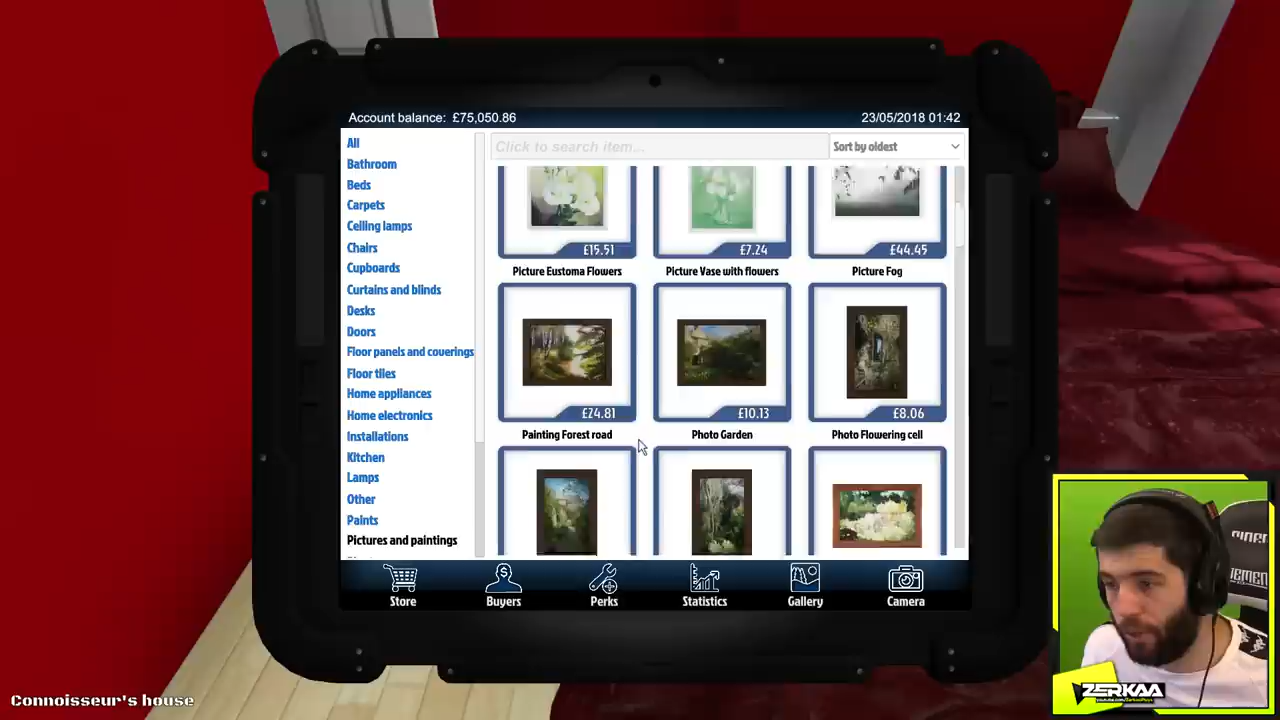 Account balance: £75,050.86
23/05/2018 01:42
All
Bathroom
Beds
Carpets
Ceiling lamps
Chairs
Cupboards
Curtains and blinds
Desks
Doors
Floor panels and coverings
Floor tiles
Home appliances
Home electronics
Installations
Kitchen
Lamps
Other
Paints
Pictures and paintings
Click to search item...
Sort by oldest
£15.51
£7.24
£44.45
Picture Eustoma Flowers
Picture Vase with flowers
Picture Fog
£24.81
£10.13
£8.06
Painting Forest road
Photo Garden
Photo Flowering cell
Store
Buyers
Perks
Statistics
Gallery
Camera
Connoisseur's house
ZERKAA